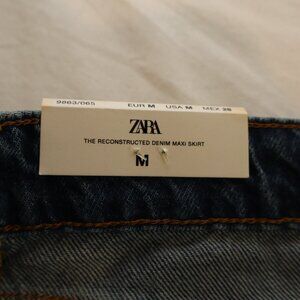 9863/065 EUR M USA M MEX 28
ZARA
THE RECONSTRUCTED DENIM MAXI SKIRT
M